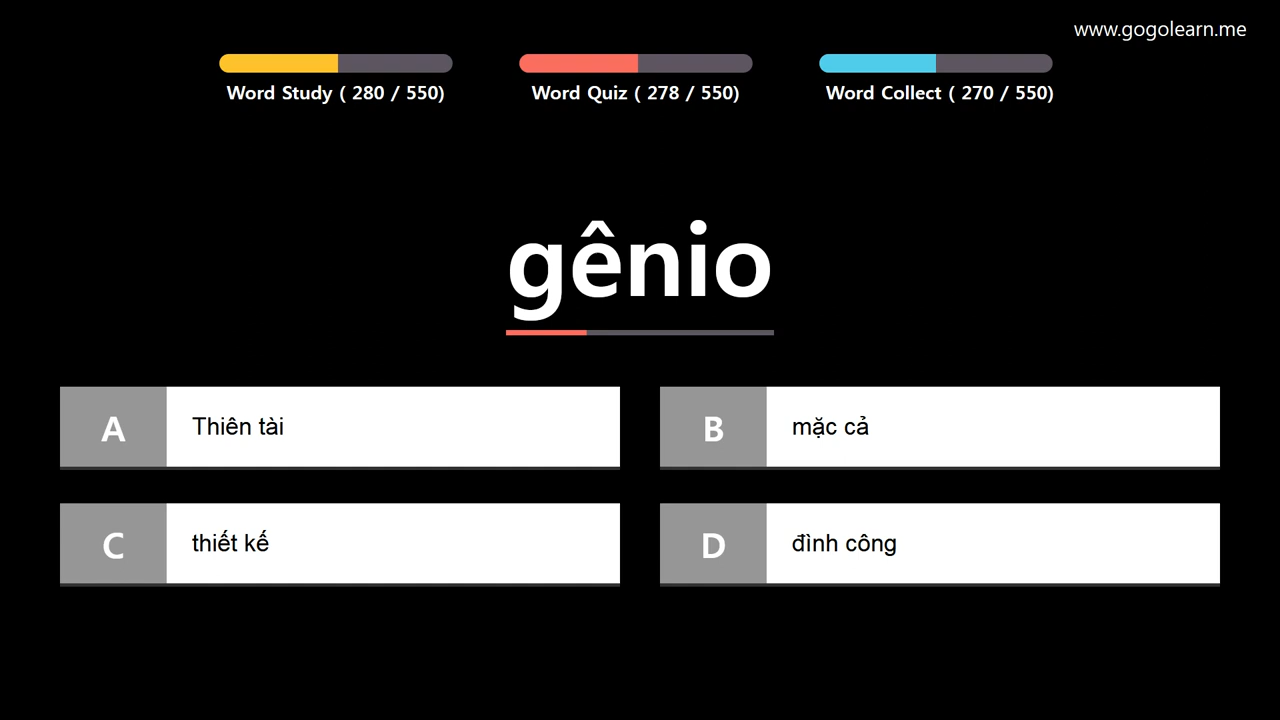 www.gogolearn.me
Word Study ( 280 / 550)
Word Quiz ( 278 / 550)
Word Collect ( 270 / 550)
gênio
A
Thiên tài
B
mặc cả
C
thiết kế
D
đình công